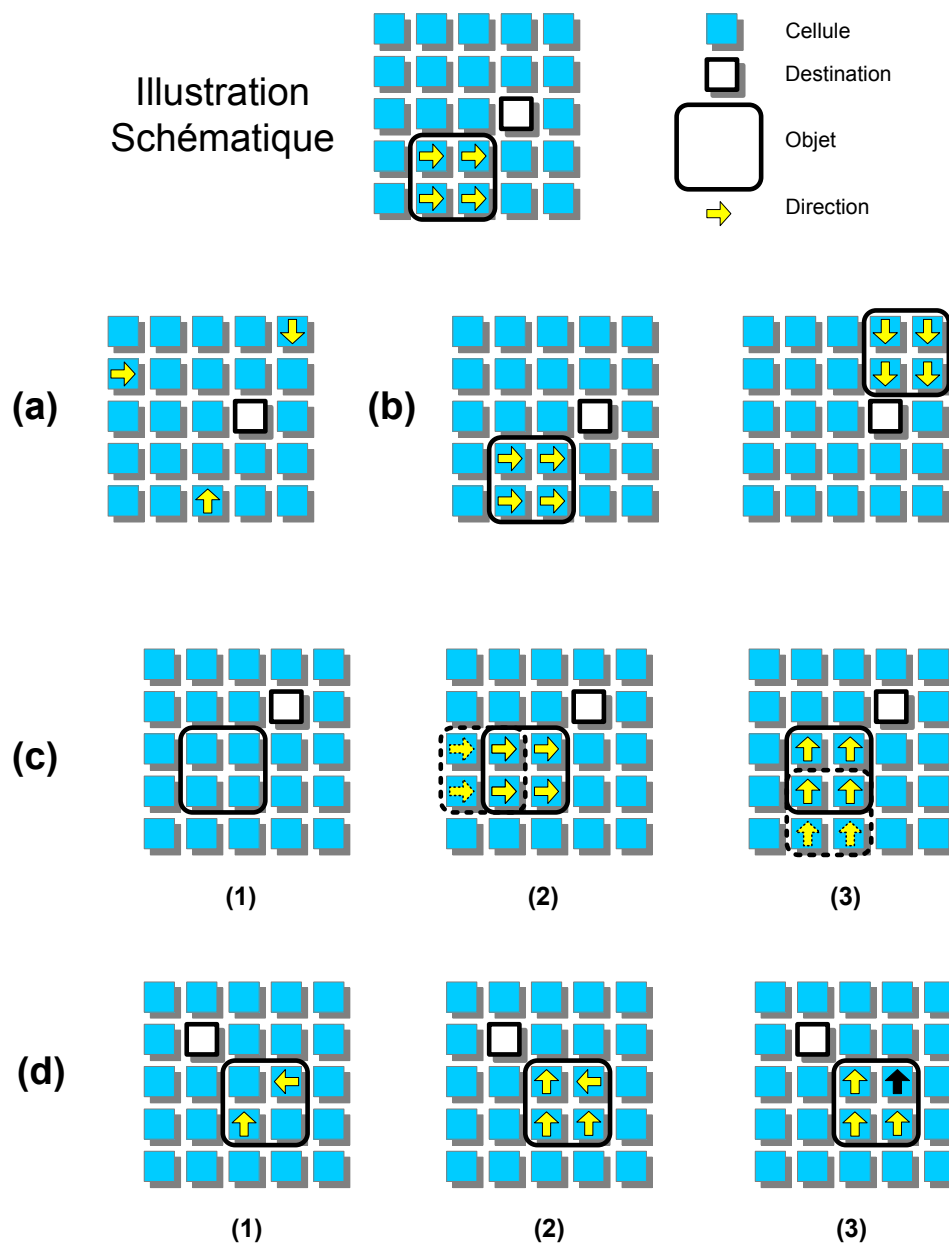 Illustration
Schématique
Cellule
Destination
Objet
Direction
(a)
(b)
(c)
(1)
(2)
(3)
(d)
(1)
(2)
(3)